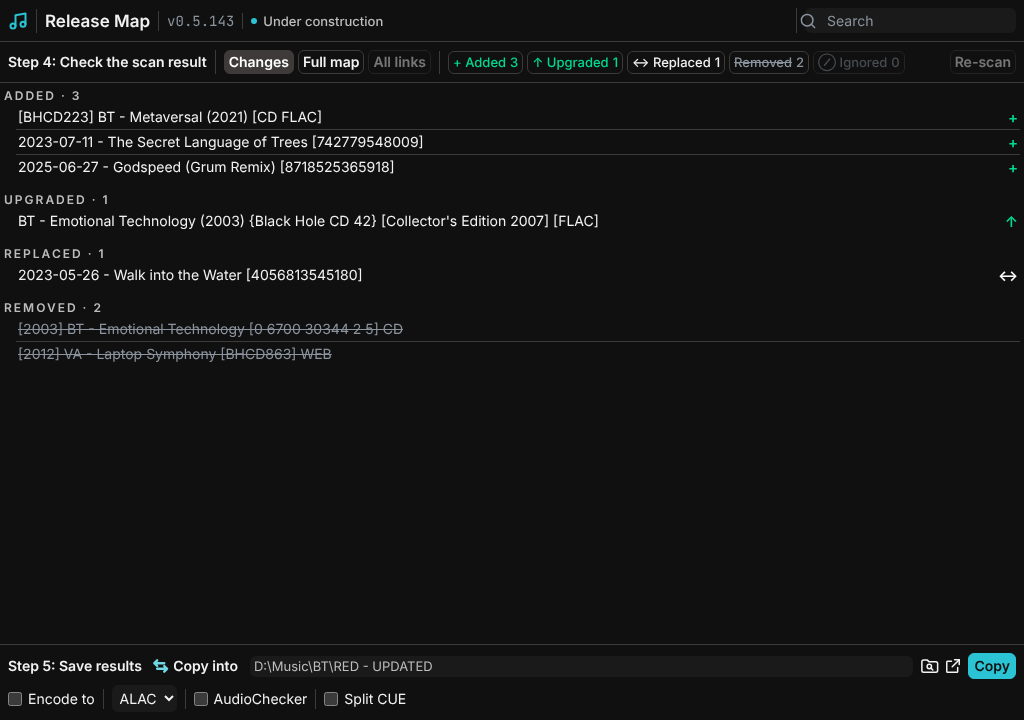 Release Map v0.5.143 Under construction Search
Step 4: Check the scan result Changes Full map All links + Added 3 ↑ Upgraded 1 ↔ Replaced 1 Removed 2 Ignored 0 Re-scan
ADDED · 3
[BHCD223] BT - Metaversal (2021) [CD FLAC] +
2023-07-11 - The Secret Language of Trees [742779548009] +
2025-06-27 - Godspeed (Grum Remix) [8718525365918] +
UPGRADED · 1
BT - Emotional Technology (2003) {Black Hole CD 42} [Collector's Edition 2007] [FLAC] ↑
REPLACED · 1
2023-05-26 - Walk into the Water [4056813545180] ↔
REMOVED · 2
[2003] BT - Emotional Technology [0 6700 30344 2 5] CD
[2012] VA - Laptop Symphony [BHCD863] WEB
Step 5: Save results Copy into D:\Music\BT\RED - UPDATED Copy
Encode to ALAC AudioChecker Split CUE